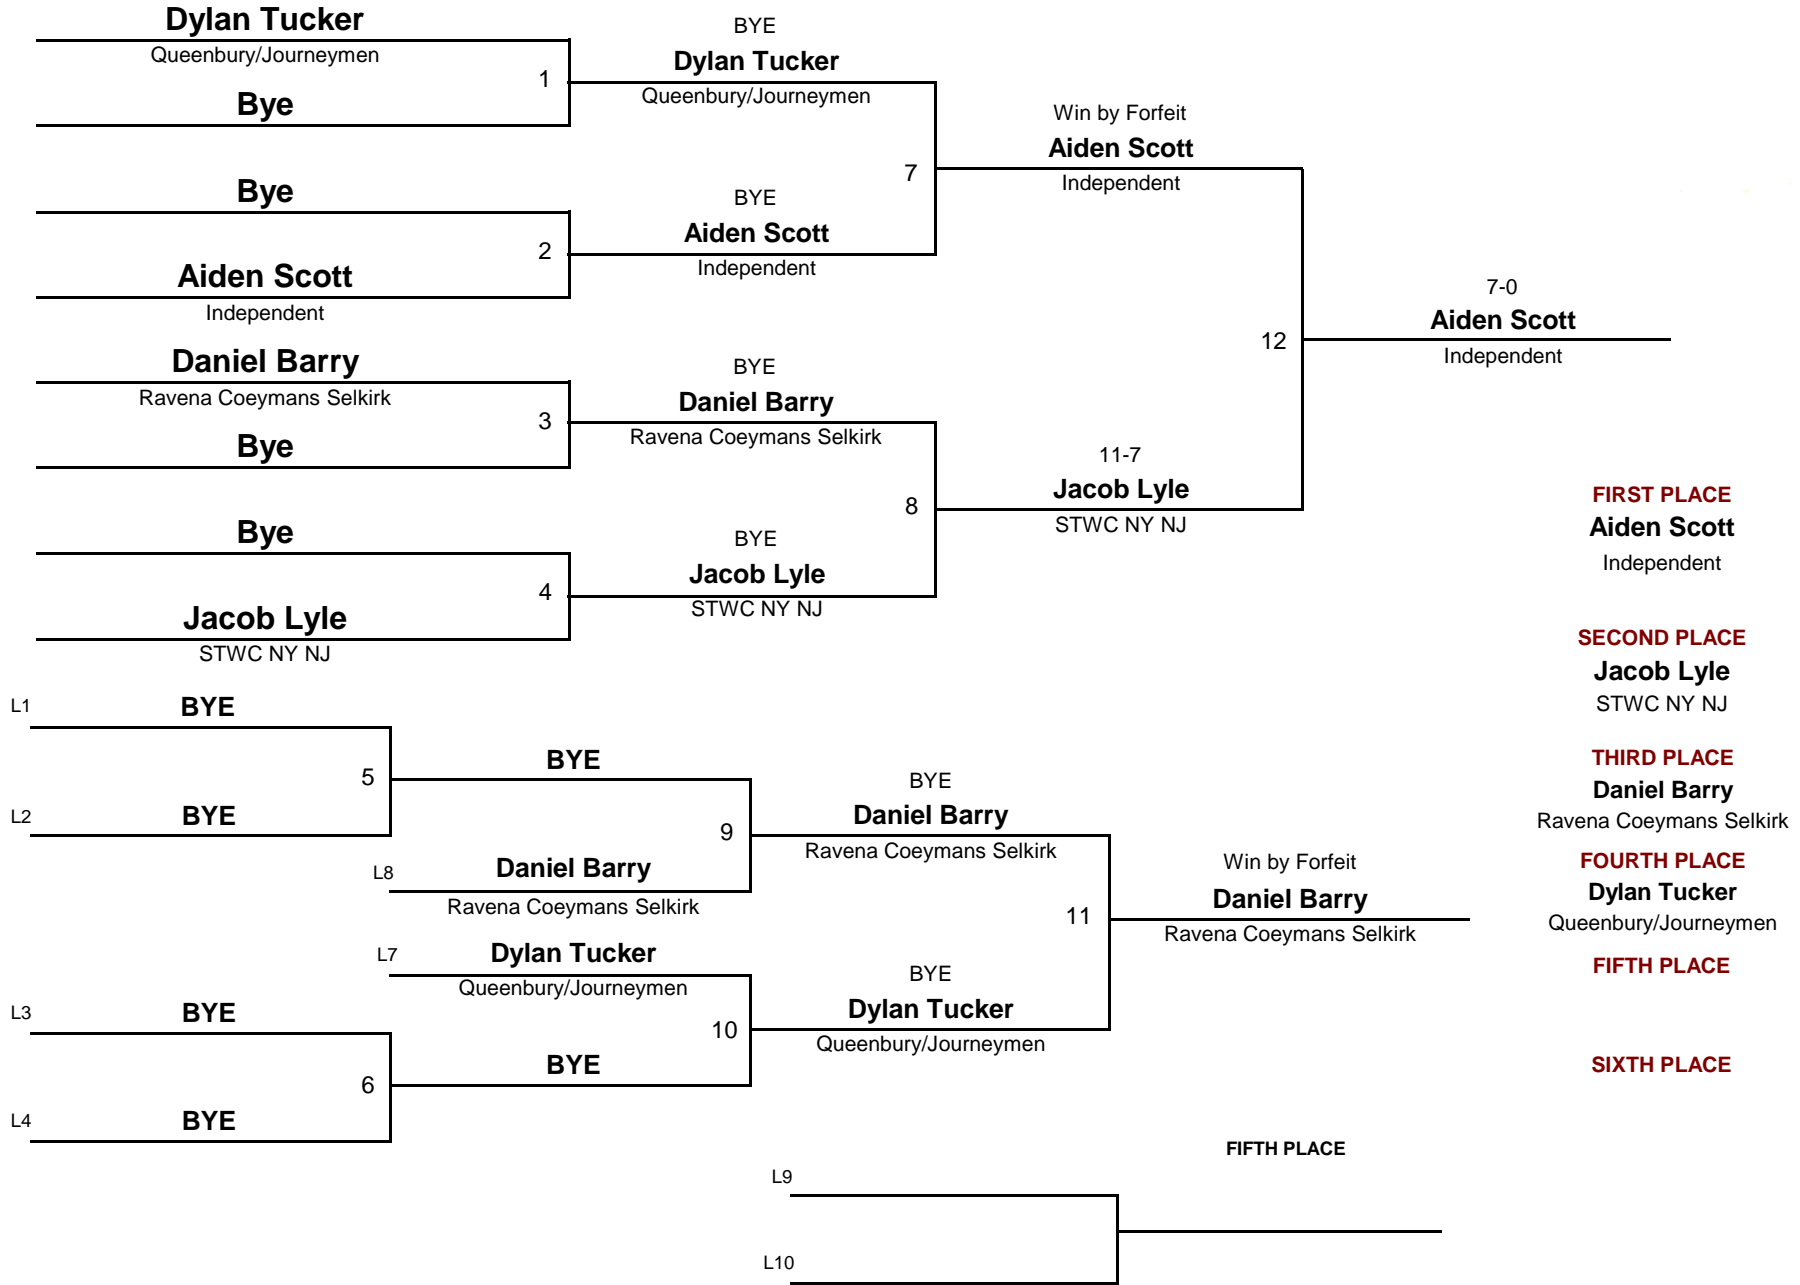 Dylan Tucker
Queenbury/Journeymen
1
Bye
BYE
Dylan Tucker
Queenbury/Journeymen
Bye
2
Aiden Scott
Independent
BYE
Aiden Scott
Independent
7
Win by Forfeit
Aiden Scott
Independent
Daniel Barry
Ravena Coeymans Selkirk
3
Bye
BYE
Daniel Barry
Ravena Coeymans Selkirk
Bye
4
Jacob Lyle
STWC NY NJ
BYE
Jacob Lyle
STWC NY NJ
8
11-7
Jacob Lyle
STWC NY NJ
12
7-0
Aiden Scott
Independent
FIRST PLACE
Aiden Scott
Independent
SECOND PLACE
Jacob Lyle
STWC NY NJ
THIRD PLACE
Daniel Barry
Ravena Coeymans Selkirk
FOURTH PLACE
Dylan Tucker
Queenbury/Journeymen
FIFTH PLACE
SIXTH PLACE
L1
BYE
5
L2
BYE
BYE
9
L8
Daniel Barry
Ravena Coeymans Selkirk
BYE
Daniel Barry
Ravena Coeymans Selkirk
L7
Dylan Tucker
Queenbury/Journeymen
10
L3
BYE
6
L4
BYE
BYE
BYE
Dylan Tucker
Queenbury/Journeymen
11
Win by Forfeit
Daniel Barry
Ravena Coeymans Selkirk
FIFTH PLACE
L9
L10